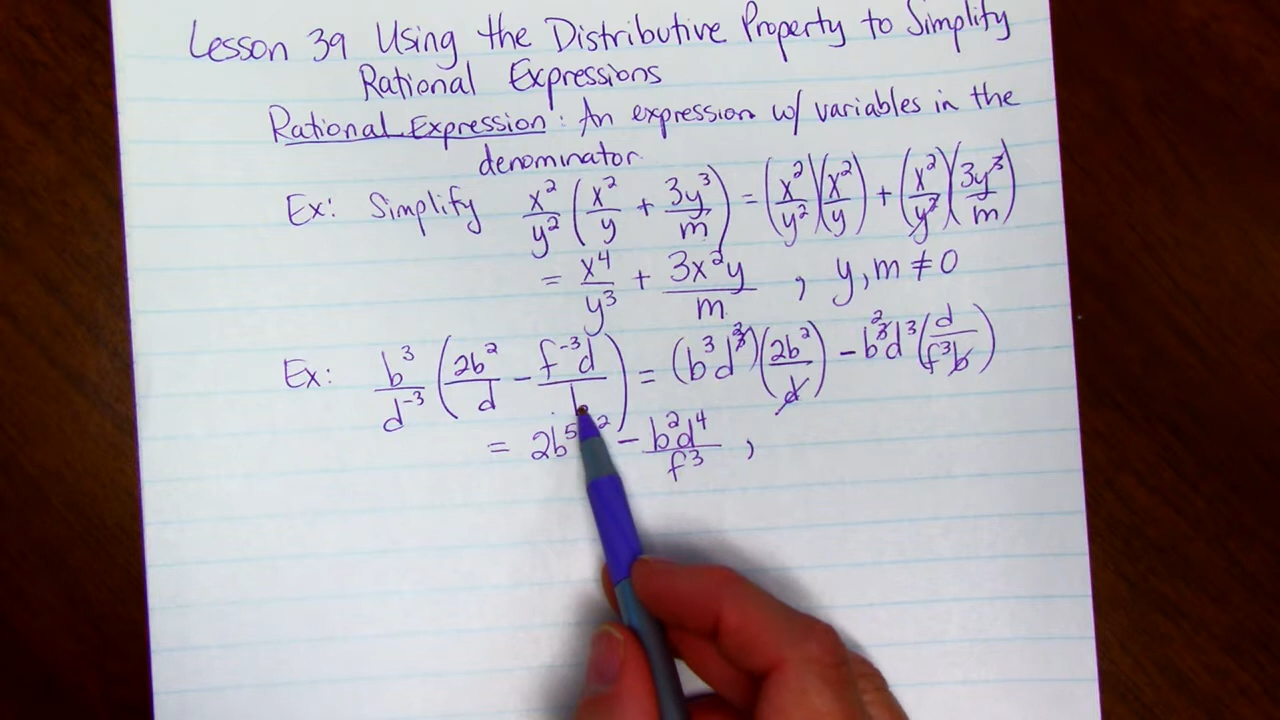 Lesson 39 Using the Distributive Property to Simplify
Rational Expressions
Rational Expression: An expression w/ variables in the
denominator.
Ex: Simplify x²/y² (x²/y + 3y³/m) = (x²/y²)(x²/y) + (x²/y²)(3y³/m)
= x⁴/y³ + 3x²y/m , y, m ≠ 0
Ex: b³/d⁻³ (2b²/d - f⁻³d/b) = (b³d³)(2b²/d) - b³d³(d/f³b)
= 2b⁵ ² - b²d⁴/f³ ,